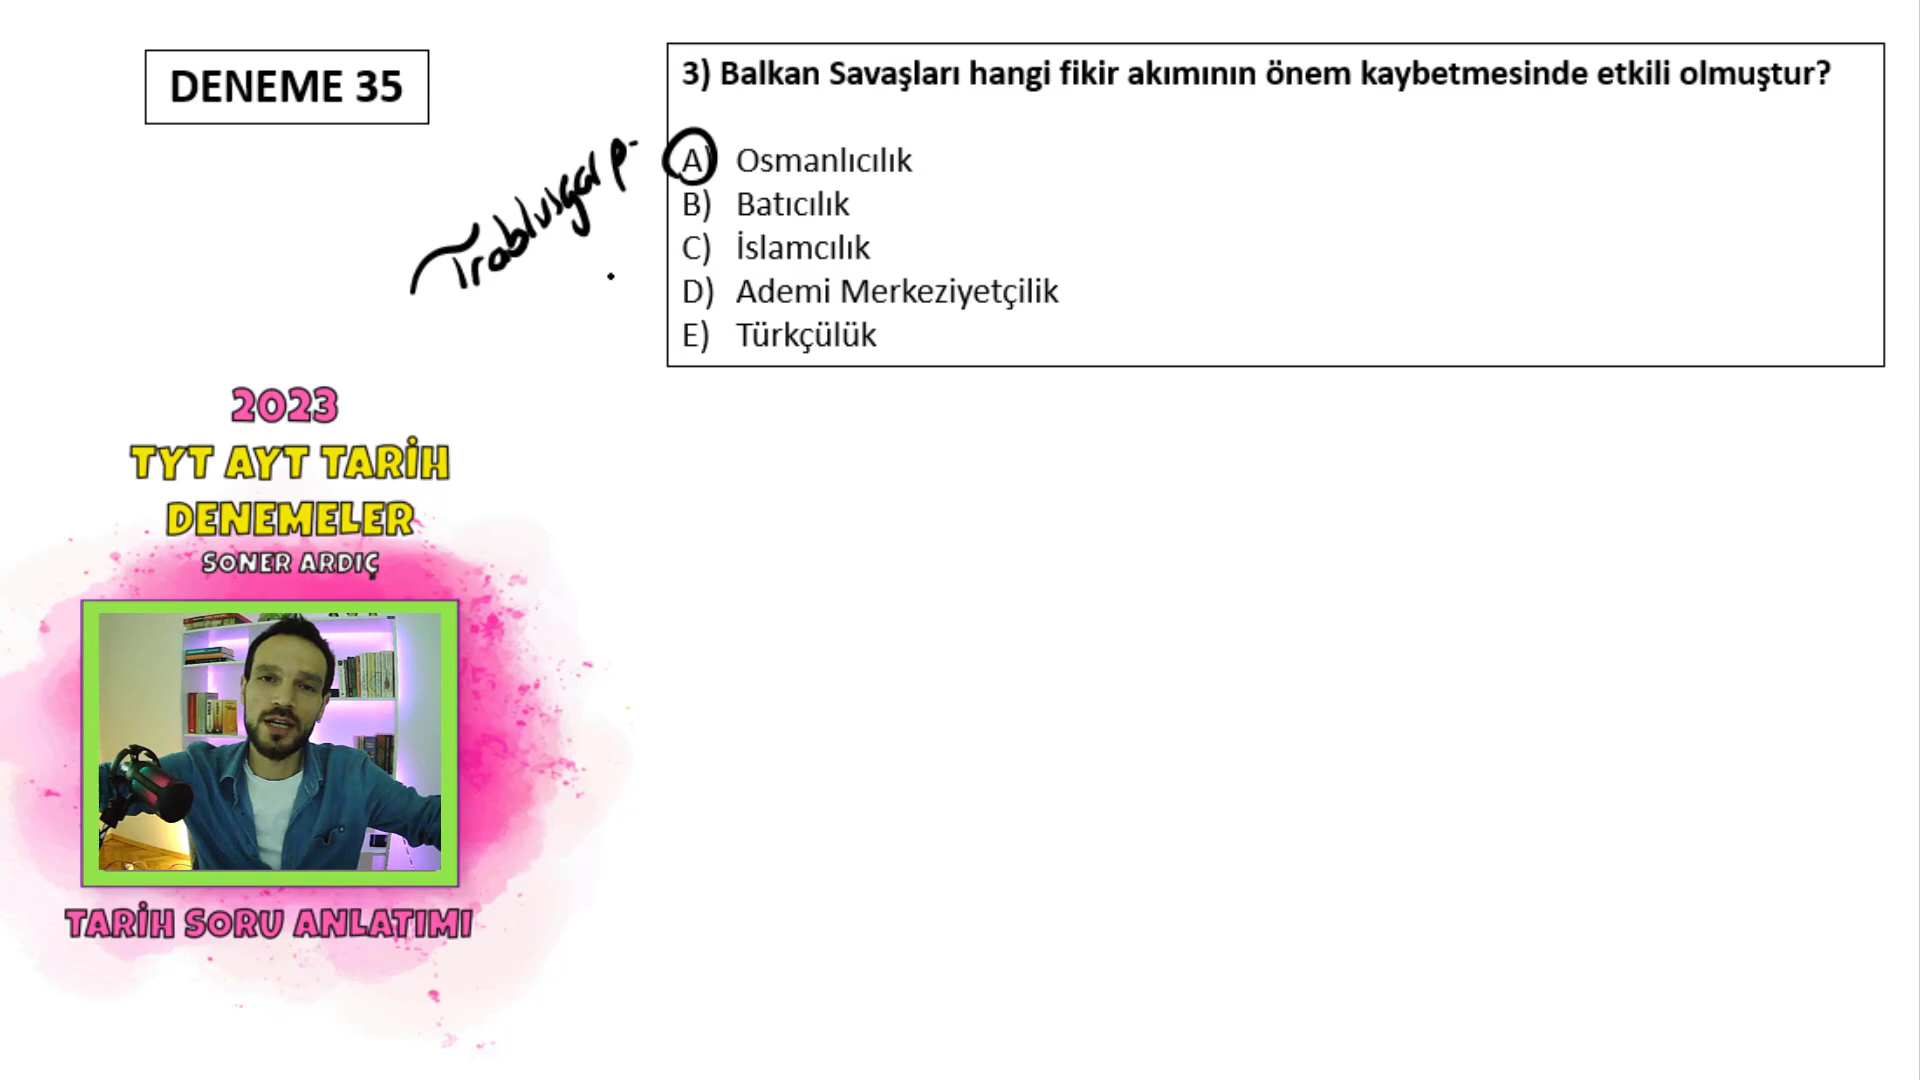 DENEME 35
3) Balkan Savaşları hangi fikir akımının önem kaybetmesinde etkili olmuştur?
A) Osmanlıcılık
B) Batıcılık
C) İslamcılık
D) Ademi Merkeziyetçilik
E) Türkçülük
Trablusgarp
2023
TYT AYT TARİH
DENEMELER
SONER ARDIÇ
TARİH SORU ANLATIMI